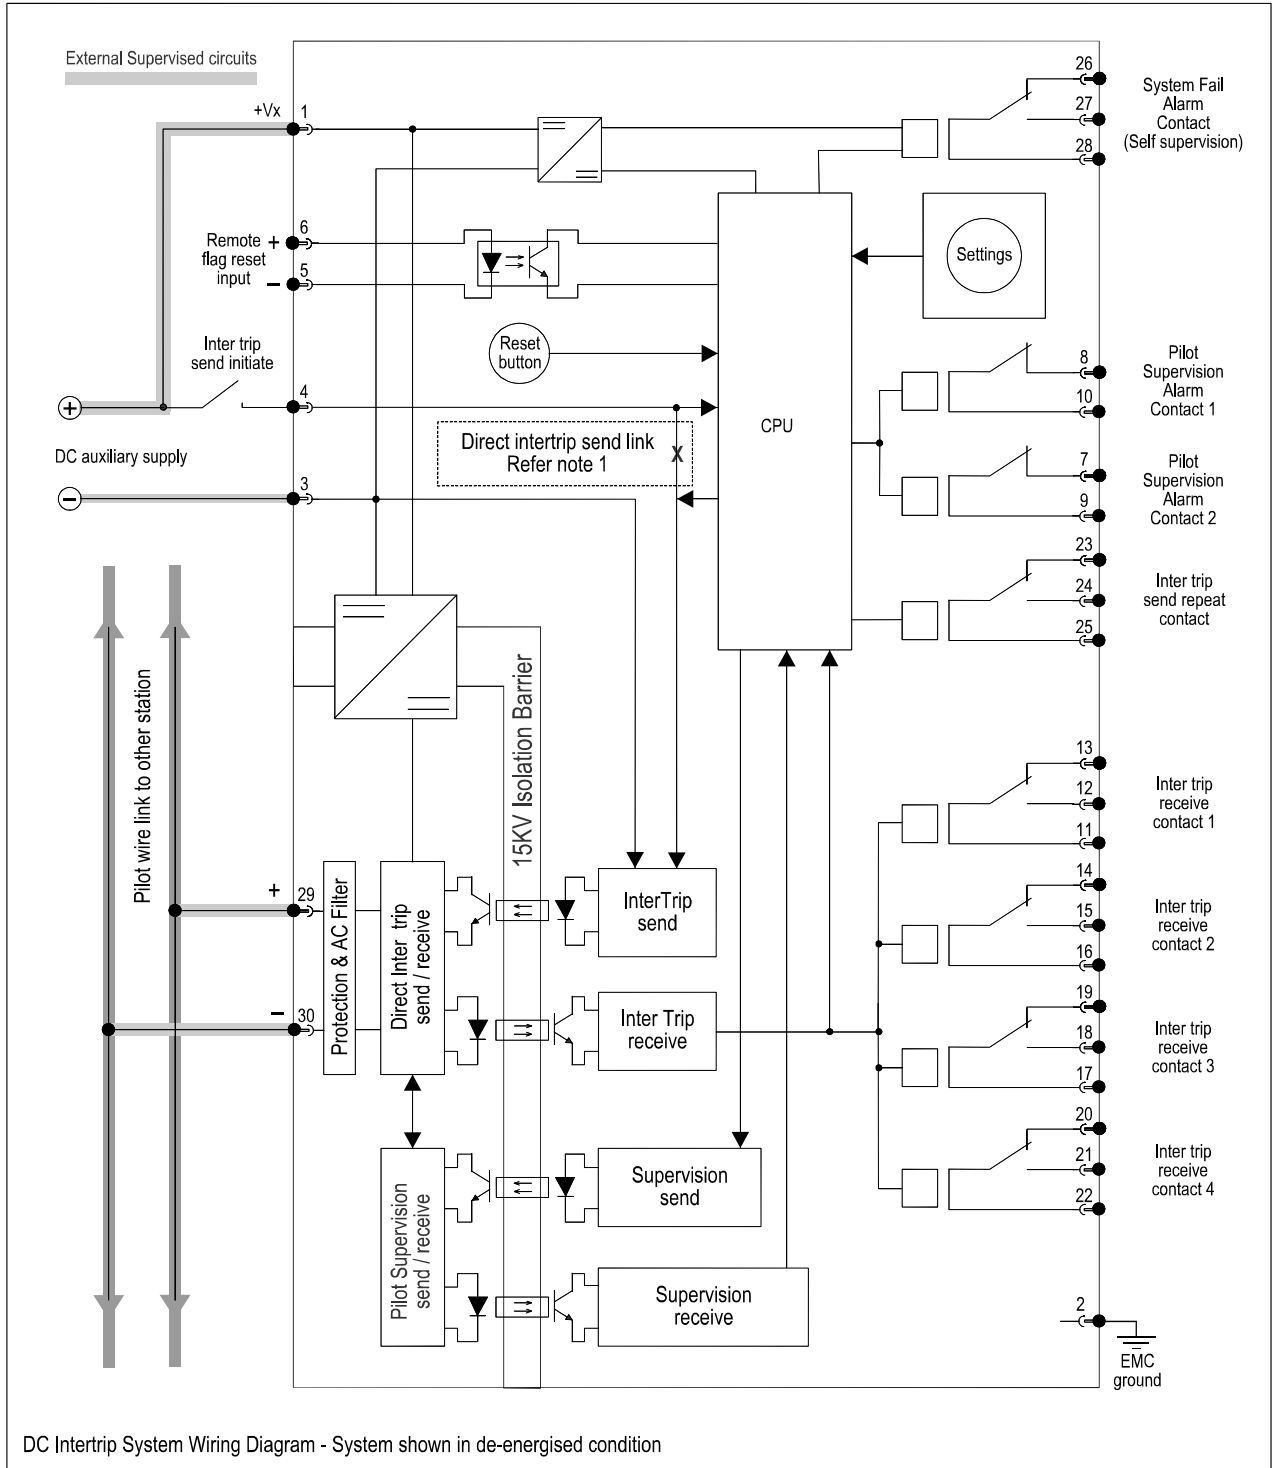 External Supervised circuits
+Vx
1
26
27
28
System Fail
Alarm
Contact
(Self supervision)
6
5
+
−
Remote
flag reset
input
Settings
Reset
button
Inter trip
send initiate
4
+
DC auxiliary supply
−
3
Direct intertrip send link
Refer note 1
X
CPU
8
10
Pilot
Supervision
Alarm
Contact 1
7
9
Pilot
Supervision
Alarm
Contact 2
23
24
25
Inter trip
send repeat
contact
Pilot wire link to other station
15KV Isolation Barrier
+
29
−
30
Protection & AC Filter
Direct Inter trip
send / receive
InterTrip
send
Inter Trip
receive
Pilot Supervision
send / receive
Supervision
send
Supervision
receive
13
12
11
Inter trip
receive
contact 1
14
15
16
Inter trip
receive
contact 2
19
18
17
Inter trip
receive
contact 3
20
21
22
Inter trip
receive
contact 4
2
EMC
ground
DC Intertrip System Wiring Diagram - System shown in de-energised condition